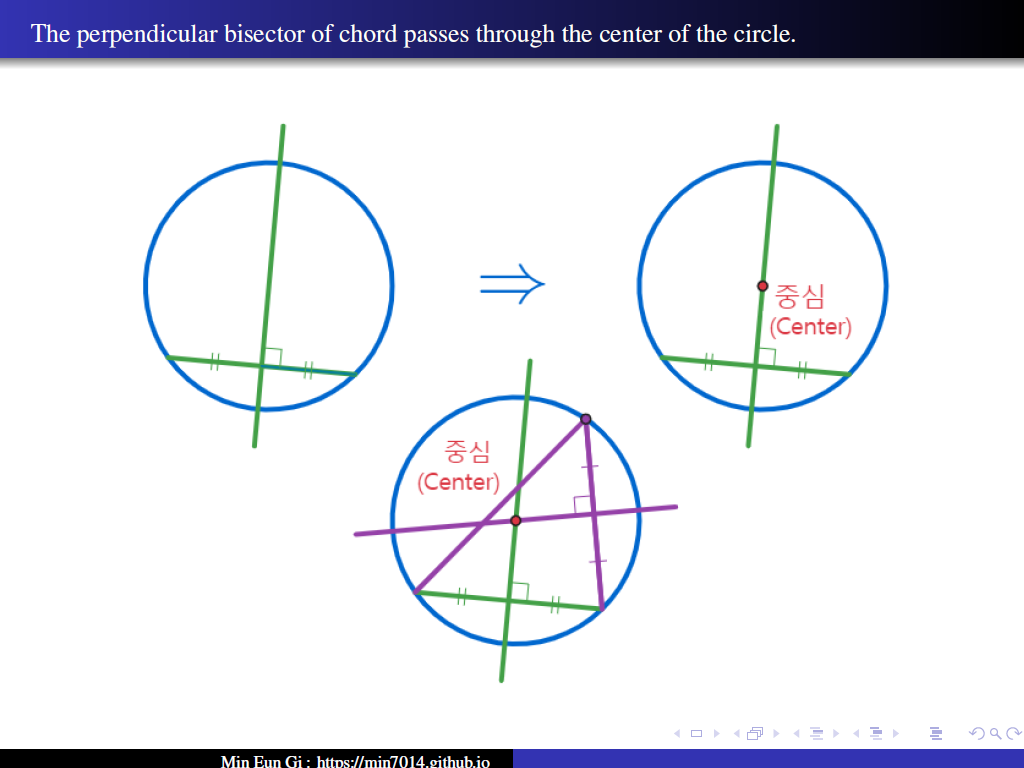 The perpendicular bisector of chord passes through the center of the circle.
중심
(Center)
중심
(Center)
Min Eun Gi : https://min7014.github.io